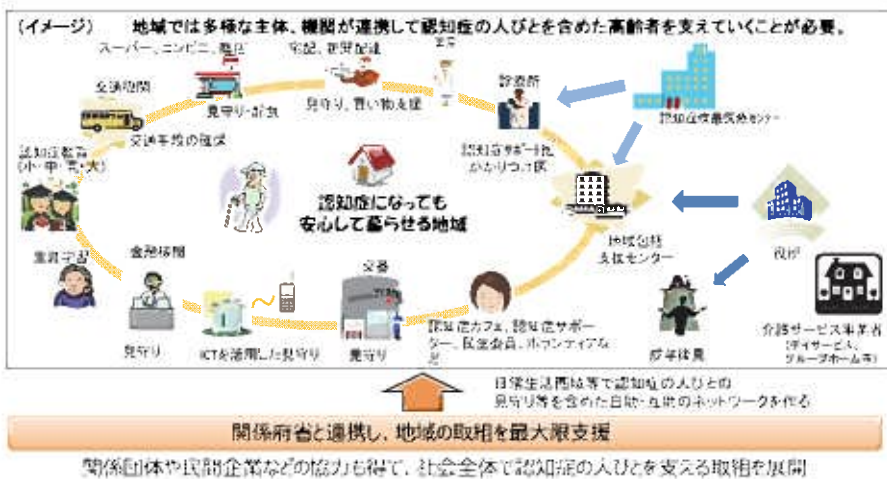 (イメージ) 地域では多様な主体、機関が連携して認知症の人びとを含めた高齢者を支えていくことが必要。
スーパー、コンビニ、商店
宅配、新聞配達
交通機関
見守り・配食
見守り、買い物支援
診療所
認知症疾患医療センター
交通手段の確保
認知症教育
(小・中・高・大)
認知症サポート医
かかりつけ医
認知症になっても
安心して暮らせる地域
地域包括
支援センター
役所
生涯学習
金融機関
交番
見守り
ICTを活用した見守り
見守り
認知症カフェ、認知症サポー
ター、民生委員、ボランティアな
ど
成年後見
介護サービス事業者
(デイサービス、
グループホーム等)
日常生活圏域等で認知症の人びとの
見守り等を含めた自助・互助のネットワークを作る
関係府省と連携し、地域の取組を最大限支援
関係団体や民間企業などの協力も得て、社会全体で認知症の人びとを支える取組を展開